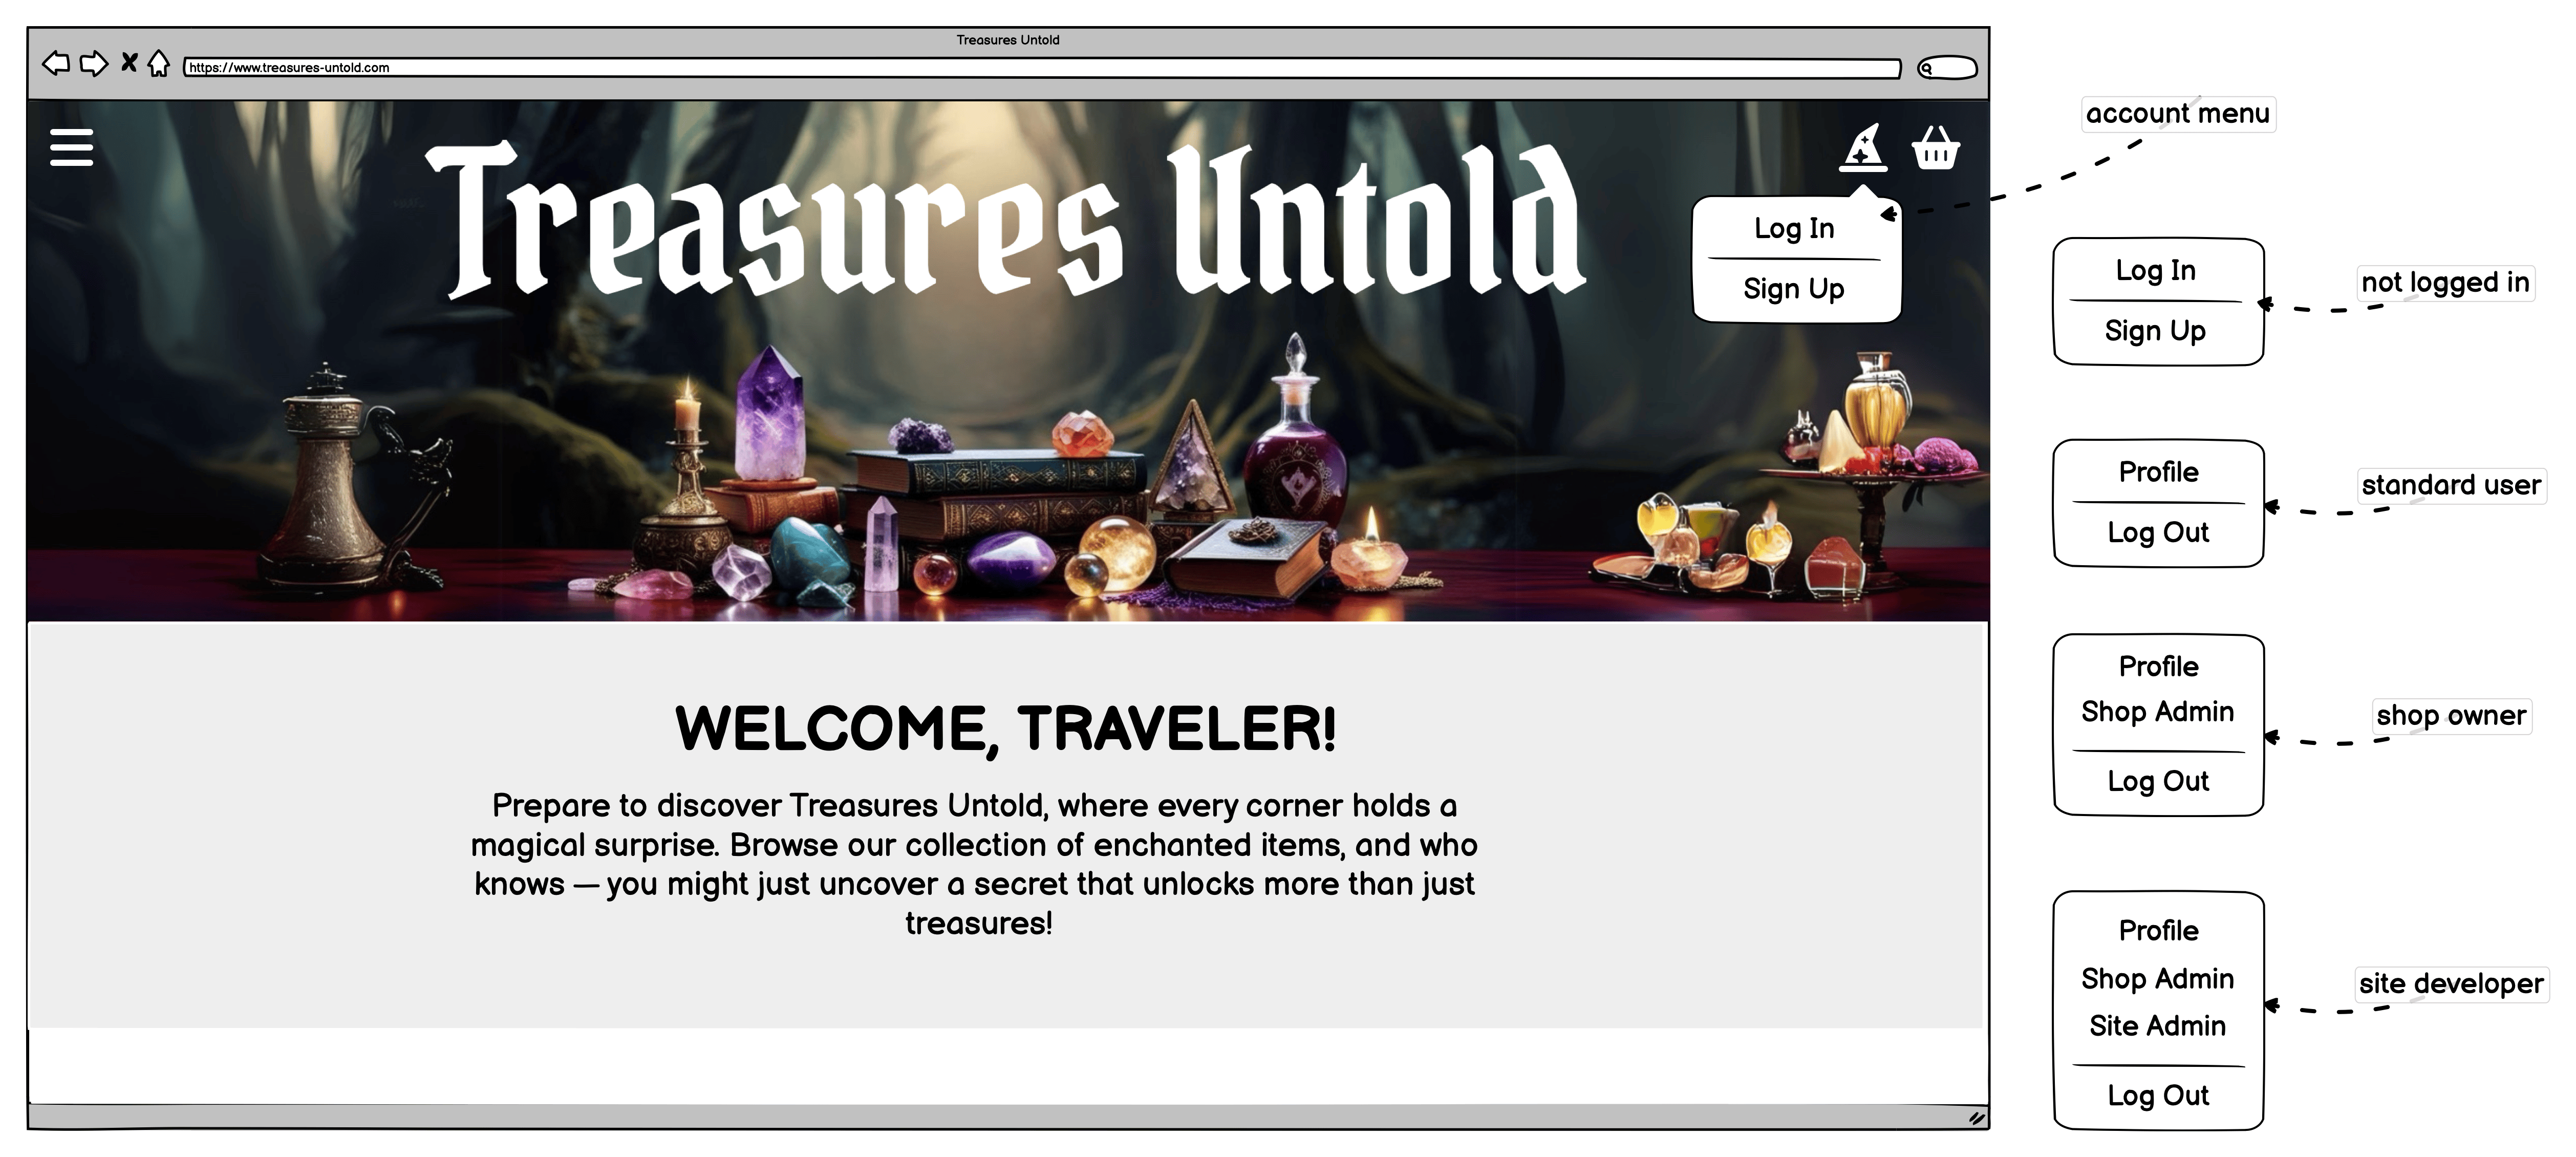 Treasures Untold
https://www.treasures-untold.com
Treasures Untold
Log In
Sign Up
WELCOME, TRAVELER!
Prepare to discover Treasures Untold, where every corner holds a
magical surprise. Browse our collection of enchanted items, and who
knows — you might just uncover a secret that unlocks more than just
treasures!
account menu
Log In
Sign Up
not logged in
Profile
Log Out
standard user
Profile
Shop Admin
Log Out
shop owner
Profile
Shop Admin
Site Admin
Log Out
site developer